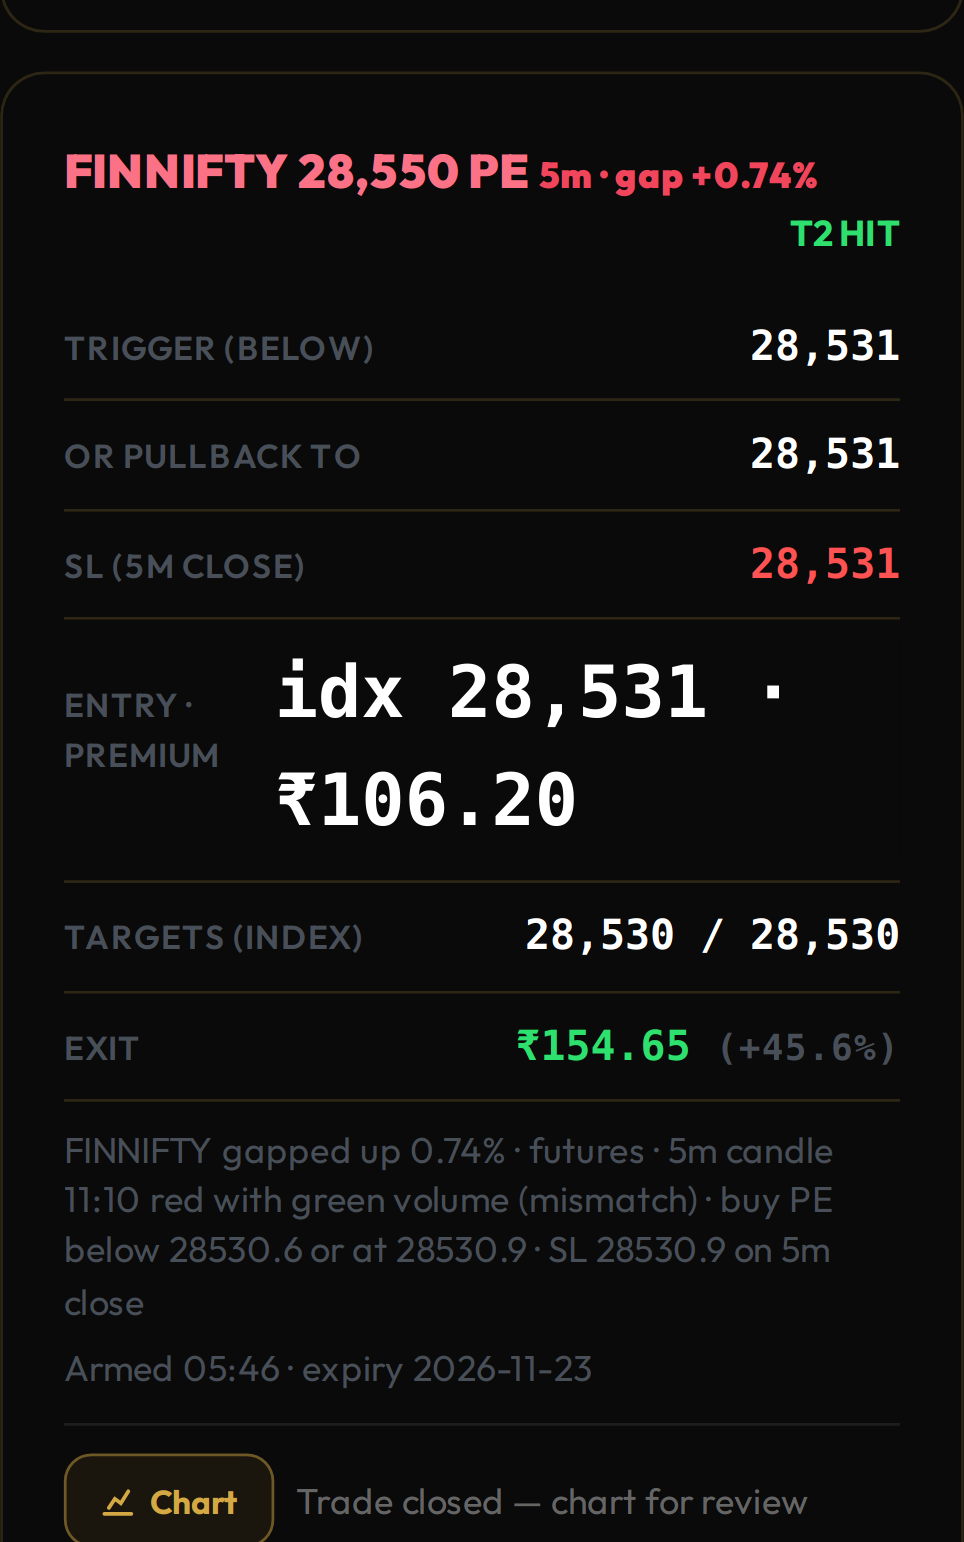 FINNIFTY 28,550 PE 5m · gap +0.74%
T2 HIT
TRIGGER (BELOW) 28,531
OR PULLBACK TO 28,531
SL (5M CLOSE) 28,531
ENTRY · PREMIUM idx 28,531 · ₹106.20
TARGETS (INDEX) 28,530 / 28,530
EXIT ₹154.65 (+45.6%)
FINNIFTY gapped up 0.74% · futures · 5m candle
11:10 red with green volume (mismatch) · buy PE
below 28530.6 or at 28530.9 · SL 28530.9 on 5m
close
Armed 05:46 · expiry 2026-11-23
Chart Trade closed — chart for review